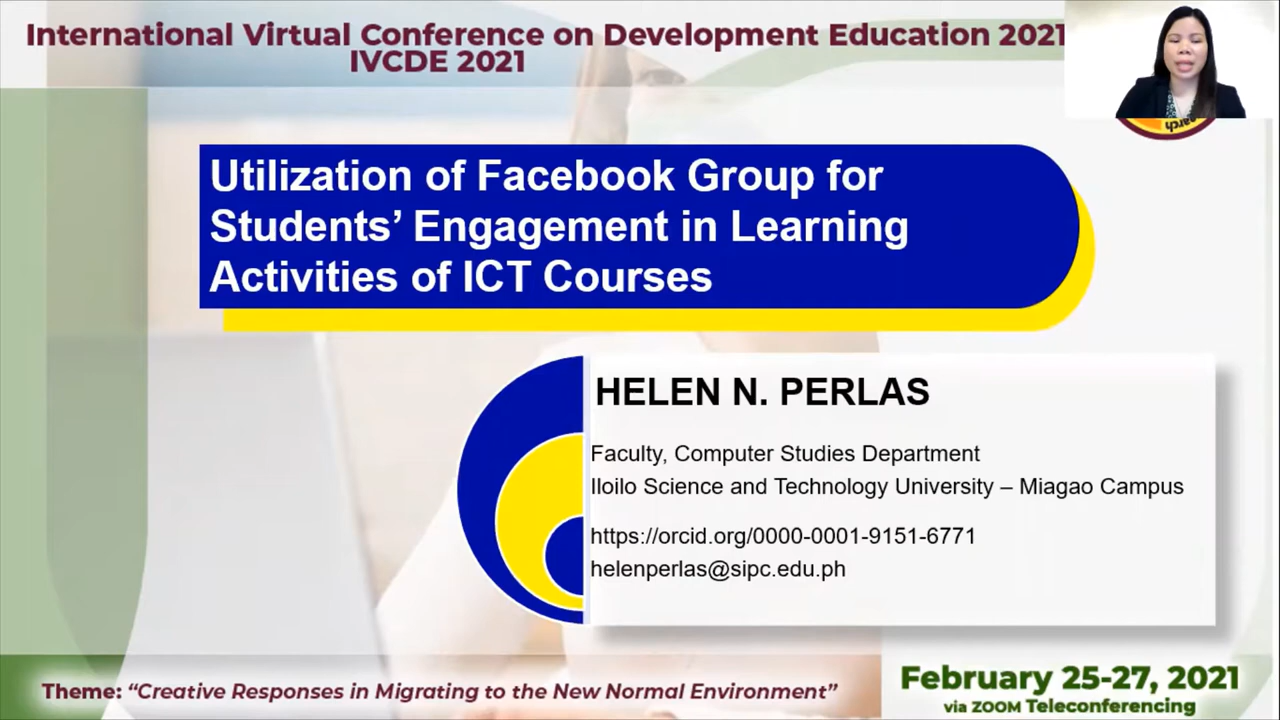 International Virtual Conference on Development Education 2021
IVCDE 2021
Utilization of Facebook Group for
Students’ Engagement in Learning
Activities of ICT Courses
HELEN N. PERLAS
Faculty, Computer Studies Department
Iloilo Science and Technology University – Miagao Campus
https://orcid.org/0000-0001-9151-6771
helenperlas@sipc.edu.ph
Theme: “Creative Responses in Migrating to the New Normal Environment”
February 25-27, 2021
via ZOOM Teleconferencing